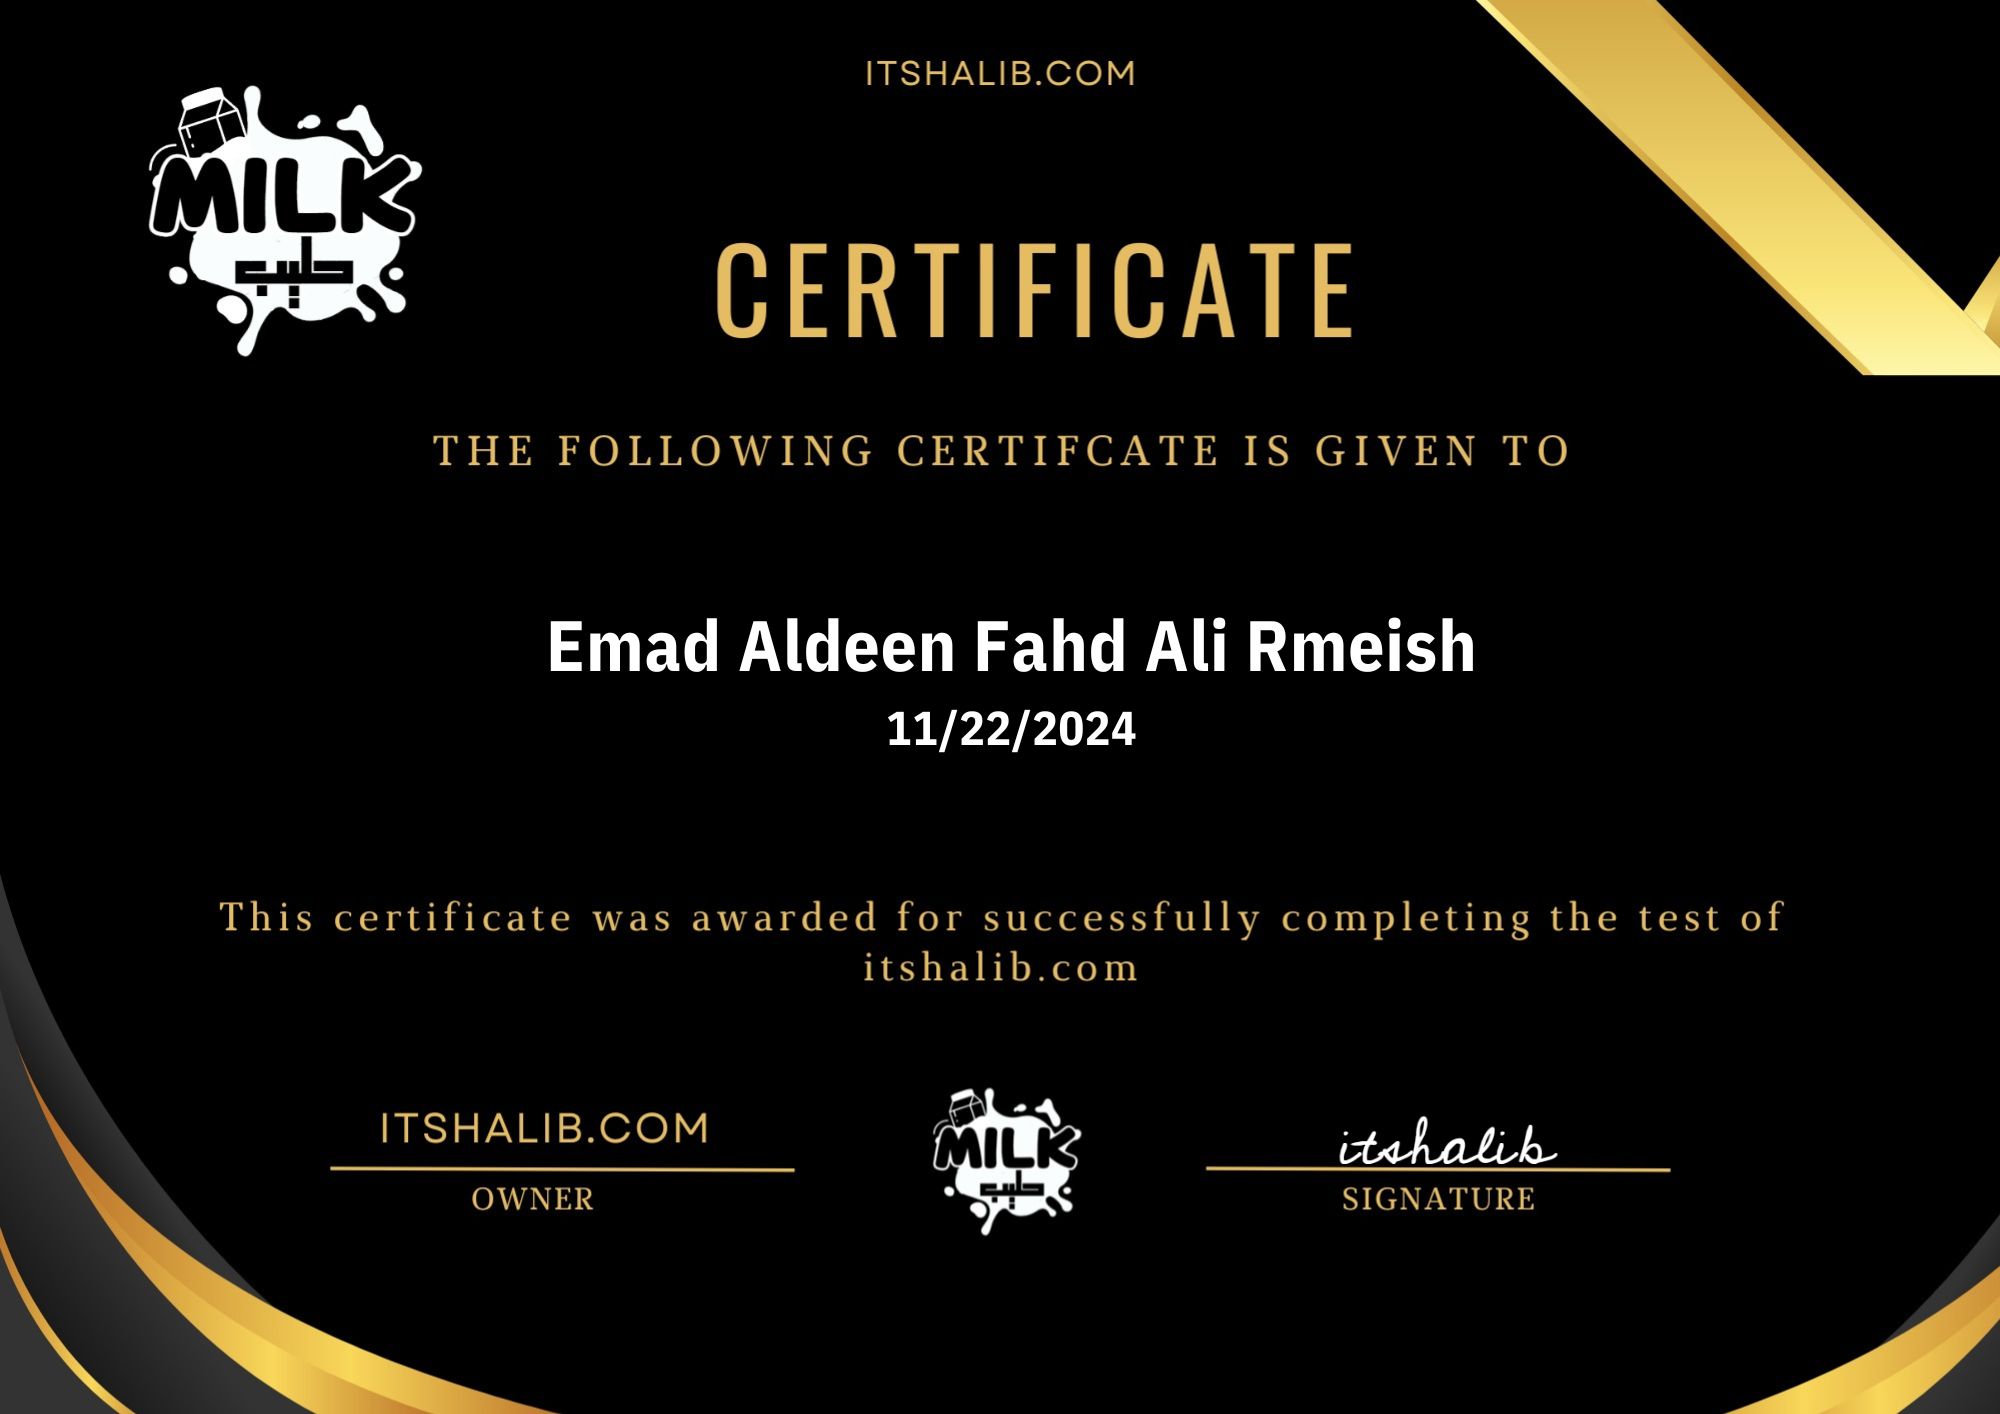 ITSHALIB.COM
MILK
حليب
CERTIFICATE
THE FOLLOWING CERTIFCATE IS GIVEN TO
Emad Aldeen Fahd Ali Rmeish
11/22/2024
This certificate was awarded for successfully completing the test of
itshalib.com
ITSHALIB.COM
OWNER
MILK
حليب
itshalib
SIGNATURE